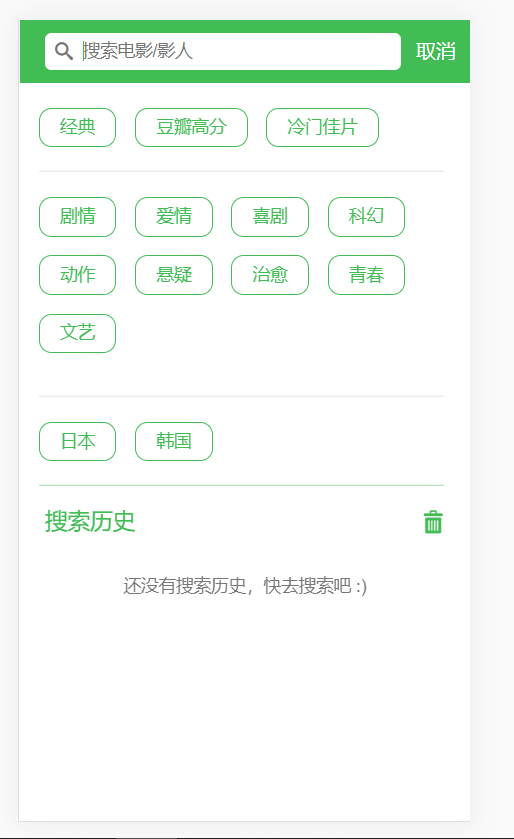 搜索电影/影人 取消
经典 豆瓣高分 冷门佳片
剧情 爱情 喜剧 科幻
动作 悬疑 治愈 青春
文艺
日本 韩国
搜索历史
还没有搜索历史，快去搜索吧 :)